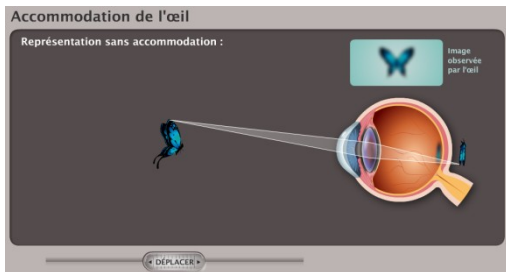 Accommodation de l'œil
Représentation sans accommodation :
Image
observée
par l'œil
DÉPLACER